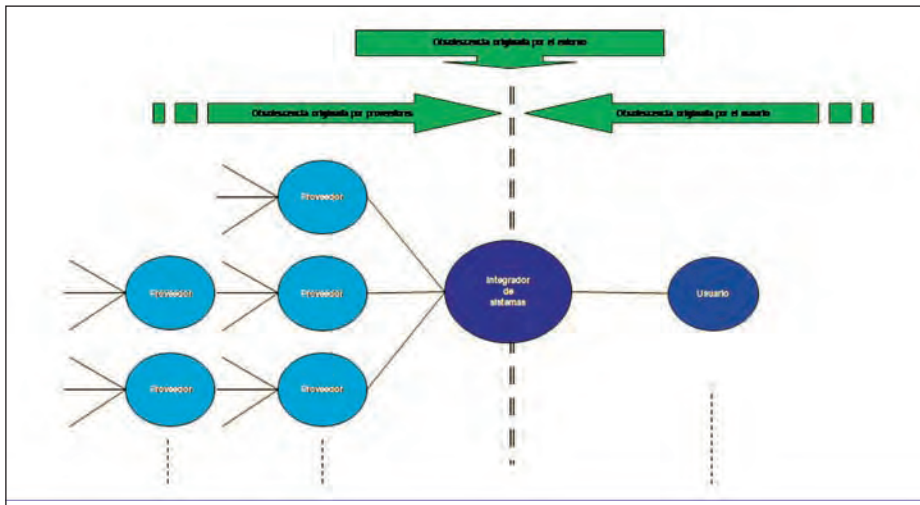 Obsolescencia originada por el entorno
Obsolescencia originada por proveedores
Obsolescencia originada por el usuario
Proveedor
Proveedor
Proveedor
Integrador
de
sistemas
Usuario
Proveedor
Proveedor